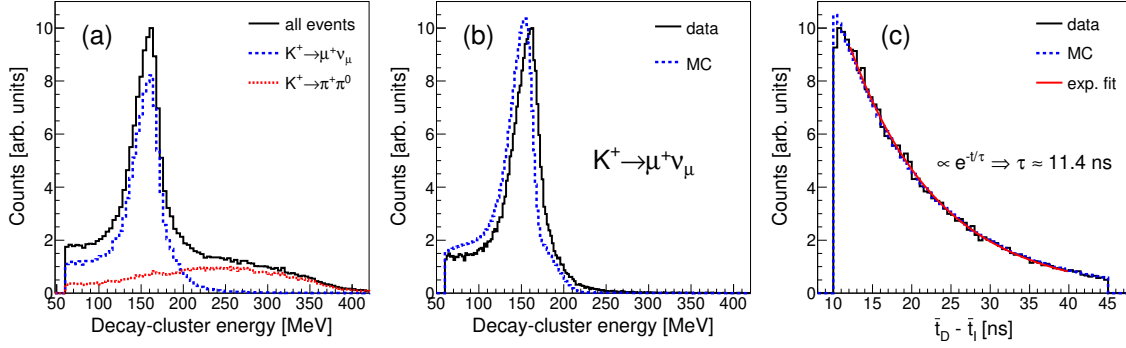 (a)
all events
K⁺→μ⁺ν_μ
K⁺→π⁺π⁰
Counts [arb. units]
10
8
6
4
2
0
50 100 150 200 250 300 350 400
Decay-cluster energy [MeV]
(b)
data
MC
K⁺→μ⁺ν_μ
Counts [arb. units]
10
8
6
4
2
0
50 100 150 200 250 300 350 400
Decay-cluster energy [MeV]
(c)
data
MC
exp. fit
∝ e^{-t/τ} ⇒ τ ≈ 11.4 ns
Counts [arb. units]
10
8
6
4
2
0
10 15 20 25 30 35 40 45
t̄_D - t̄_I [ns]